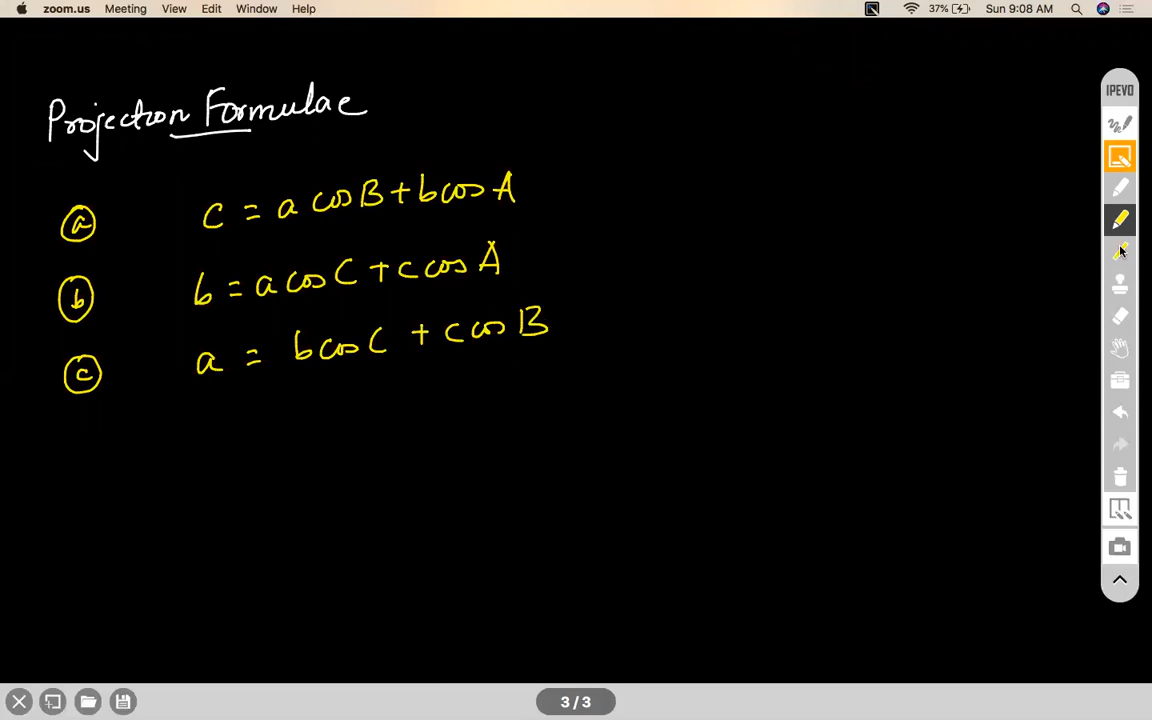 zoom.us Meeting View Edit Window Help 37% Sun 9:08 AM
IPEVO
Projection Formulae
a c = a cos B + b cos A
b b = a cos C + c cos A
c a = b cos C + c cos B
3 / 3